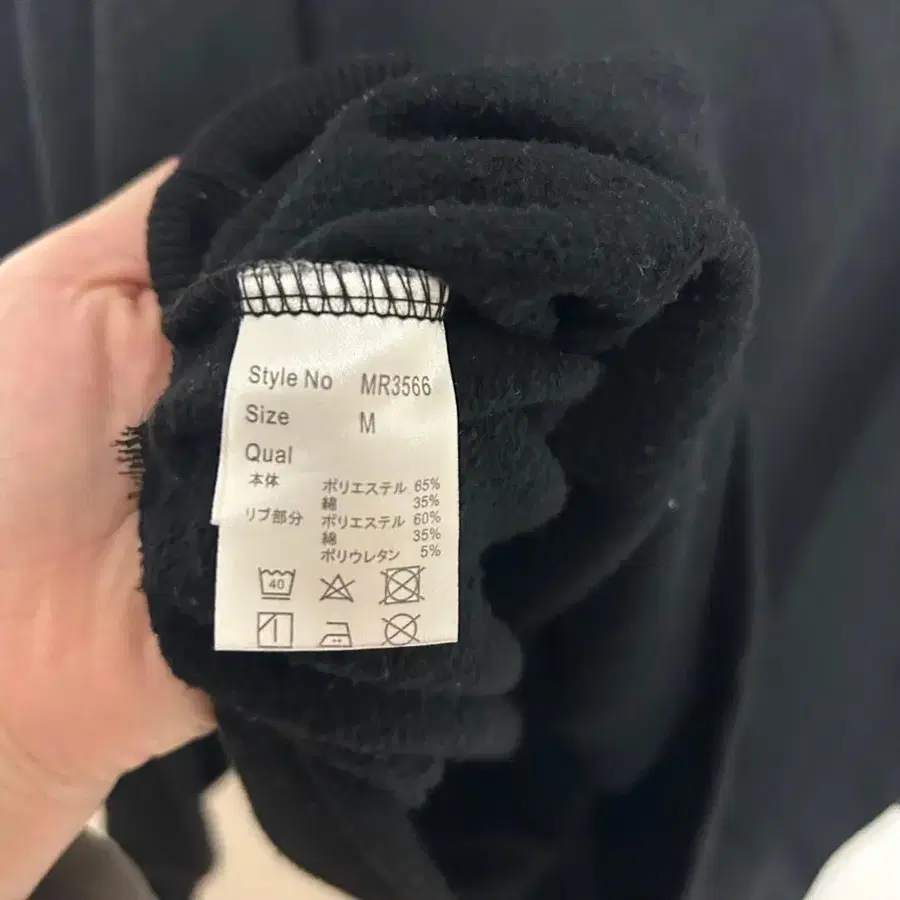 Style No MR3566
Size M
Qual
本体 ポリエステル 65%
綿 35%
リブ部分 ポリエステル 60%
綿 35%
ポリウレタン 5%
40